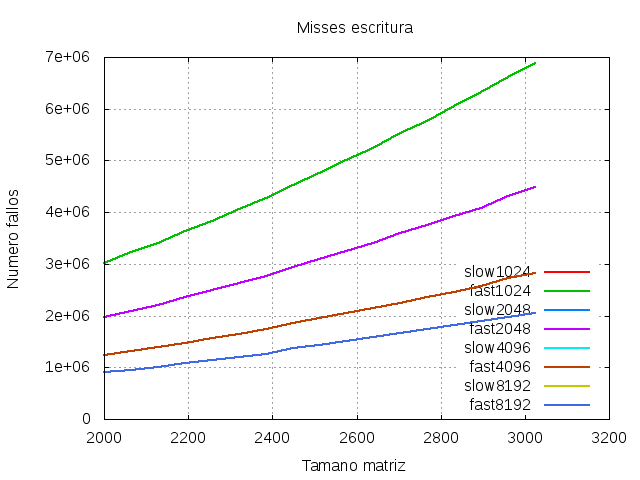 Misses escritura
7e+06
6e+06
5e+06
4e+06
3e+06
2e+06
1e+06
0
Numero fallos
2000
2200
2400
2600
2800
3000
3200
Tamano matriz
slow1024
fast1024
slow2048
fast2048
slow4096
fast4096
slow8192
fast8192